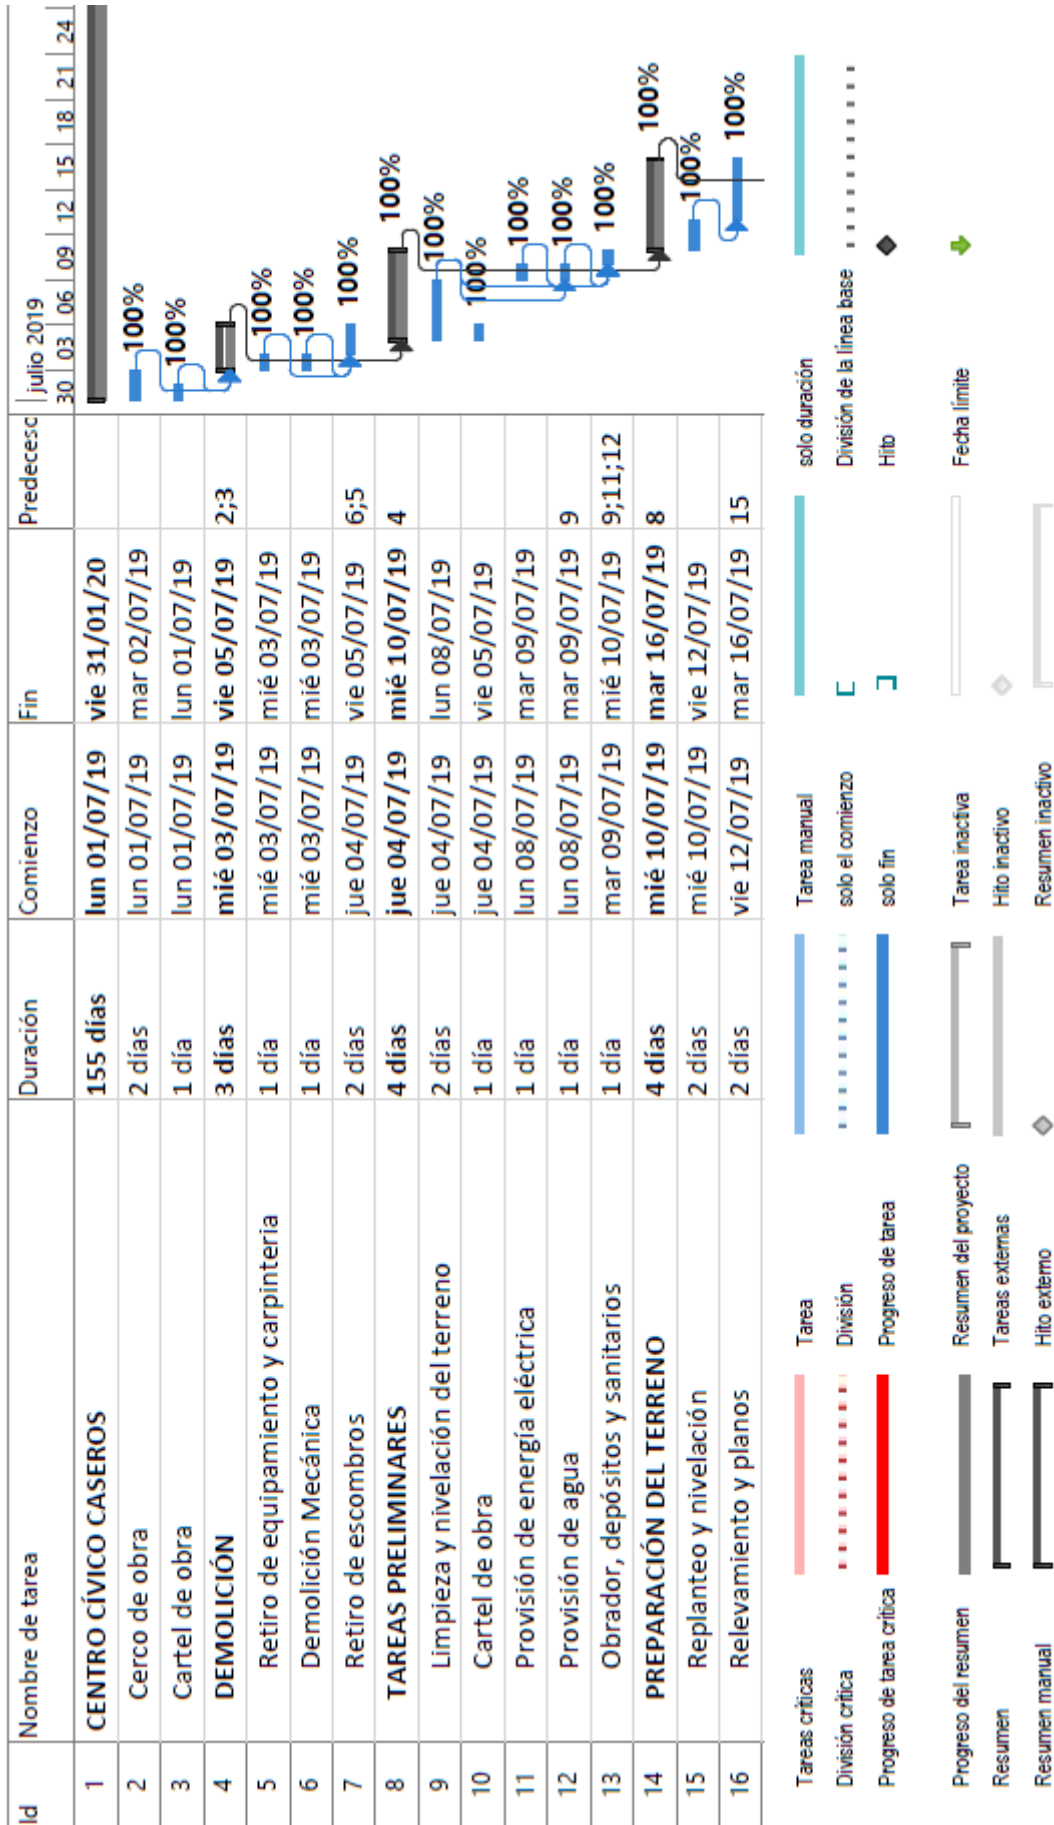 Id Nombre de tarea Duración Comienzo Fin Predecesc julio 2019
30 03 06 09 12 15 18 21 24
1 CENTRO CÍVICO CASEROS 155 días lun 01/07/19 vie 31/01/20
2 Cerco de obra 2 días lun 01/07/19 mar 02/07/19 100%
3 Cartel de obra 1 día lun 01/07/19 lun 01/07/19 100%
4 DEMOLICIÓN 3 días mié 03/07/19 vie 05/07/19 2;3
5 Retiro de equipamiento y carpinteria 1 día mié 03/07/19 mié 03/07/19 100%
6 Demolición Mecánica 1 día mié 03/07/19 mié 03/07/19 100%
7 Retiro de escombros 2 días jue 04/07/19 vie 05/07/19 6;5 100%
8 TAREAS PRELIMINARES 4 días jue 04/07/19 mié 10/07/19 4 100%
9 Limpieza y nivelación del terreno 2 días jue 04/07/19 lun 08/07/19 100%
10 Cartel de obra 1 día jue 04/07/19 vie 05/07/19 100%
11 Provisión de energía eléctrica 1 día lun 08/07/19 mar 09/07/19 100%
12 Provisión de agua 1 día lun 08/07/19 mar 09/07/19 9 100%
13 Obrador, depósitos y sanitarios 1 día mar 09/07/19 mié 10/07/19 9;11;12 100%
14 PREPARACIÓN DEL TERRENO 4 días mié 10/07/19 mar 16/07/19 8 100%
15 Replanteo y nivelación 2 días mié 10/07/19 vie 12/07/19 100%
16 Relevamiento y planos 2 días vie 12/07/19 mar 16/07/19 15 100%
Tareas críticas Tarea Tarea manual solo duración
División crítica División solo el comienzo División de la línea base
Progreso de tarea crítica Progreso de tarea solo fin Hito
Progreso del resumen Resumen del proyecto Tarea inactiva Fecha límite
Resumen Tareas externas Hito inactivo
Resumen manual Hito externo Resumen inactivo